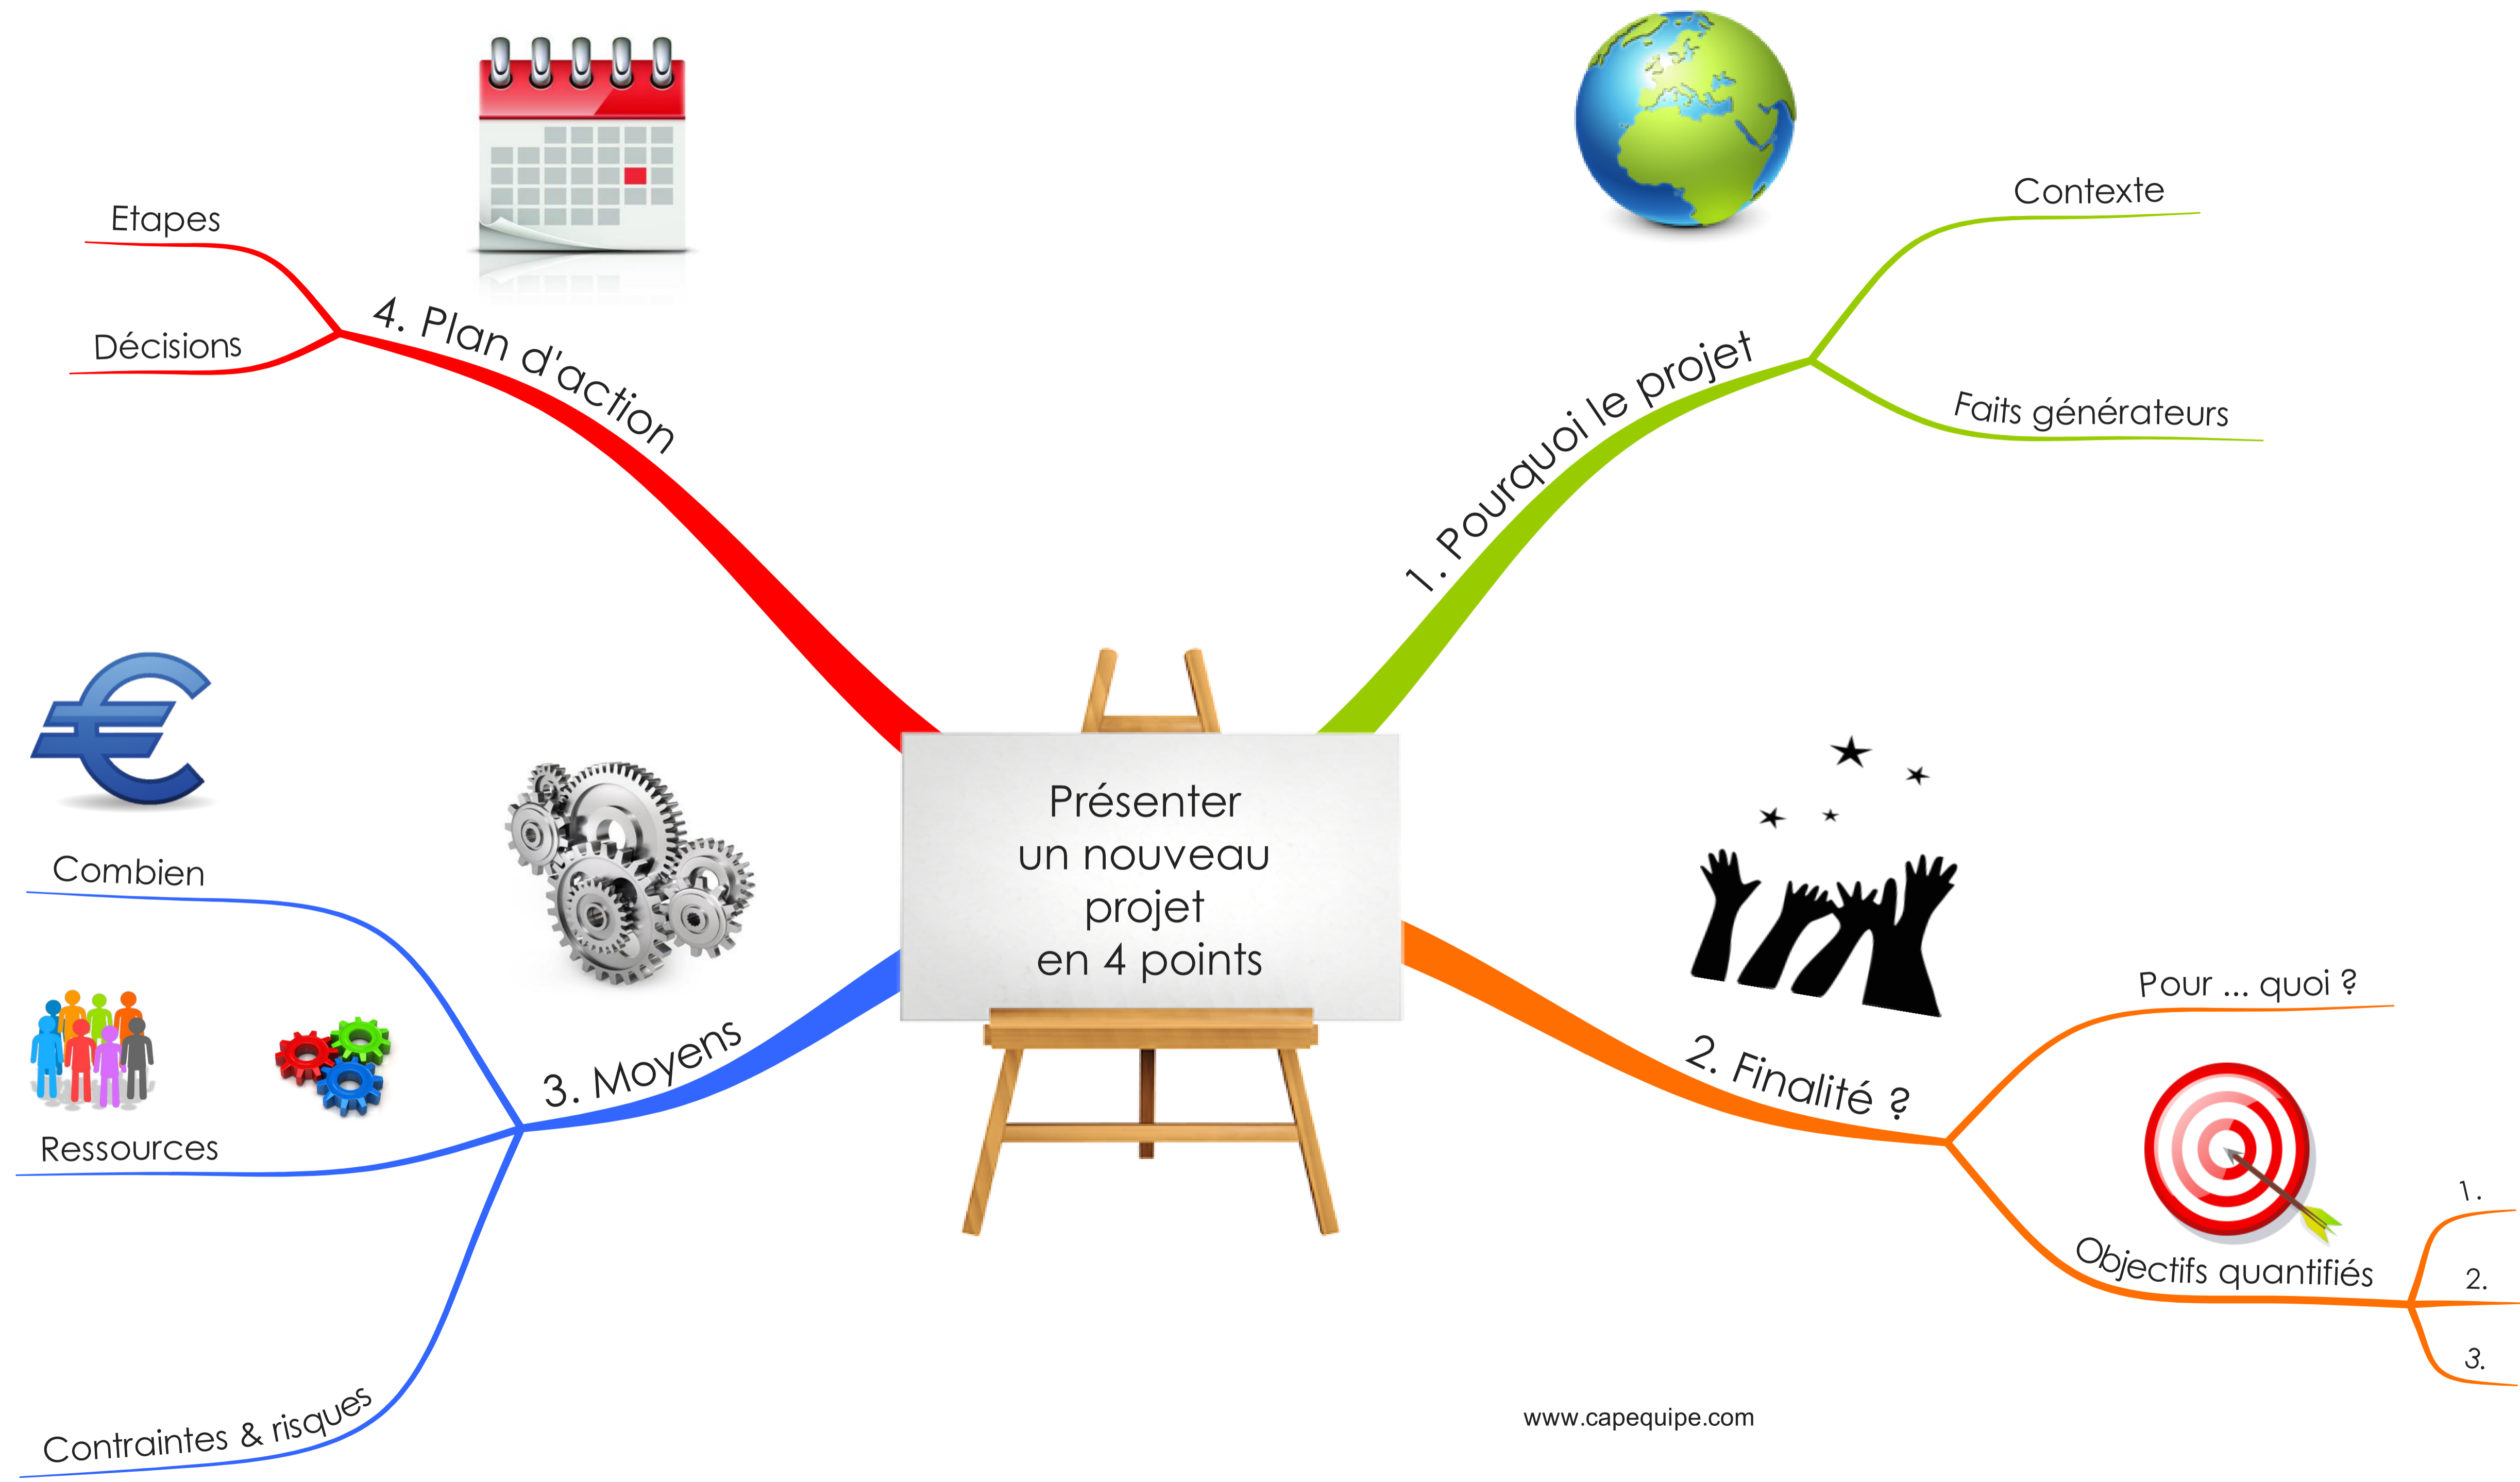 Présenter
un nouveau
projet
en 4 points
1. Pourquoi le projet
Contexte
Faits générateurs
2. Finalité ?
Pour ... quoi ?
Objectifs quantifiés
1.
2.
3.
3. Moyens
Combien
Ressources
Contraintes & risques
4. Plan d'action
Etapes
Décisions
www.capequipe.com